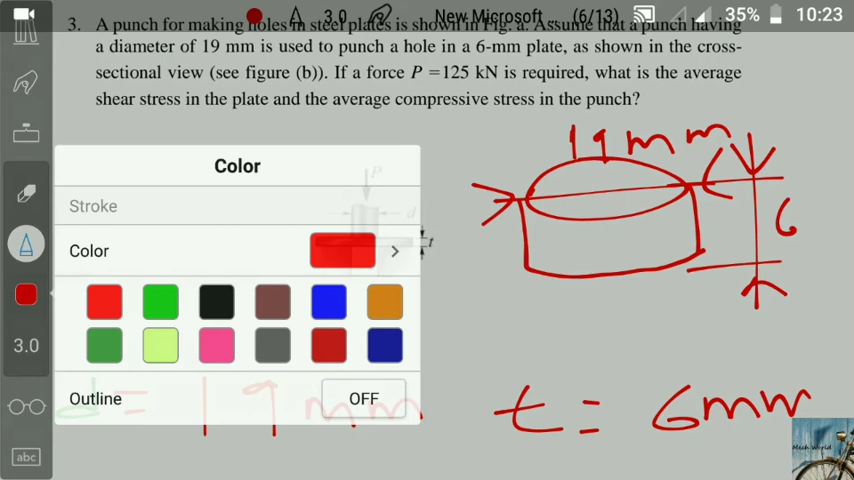 3.0 New Microsoft... (6/13) 35% 10:23
3. A punch for making holes in steel plates is shown in Fig. a. Assume that a punch having
a diameter of 19 mm is used to punch a hole in a 6-mm plate, as shown in the cross-
sectional view (see figure (b)). If a force P =125 kN is required, what is the average
shear stress in the plate and the average compressive stress in the punch?
19mm
6
Color
Stroke
Color
P
d
t
3.0
Outline OFF
d = 19 mm
t = 6mm
abc
Mech World